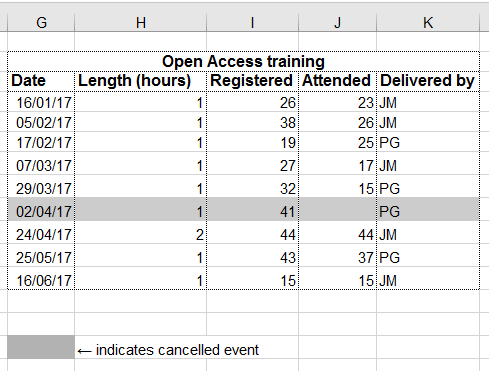 G H I J K
Open Access training
Date Length (hours) Registered Attended Delivered by
16/01/17 1 26 23 JM
05/02/17 1 38 26 JM
17/02/17 1 19 25 PG
07/03/17 1 27 17 JM
29/03/17 1 32 15 PG
02/04/17 1 41 PG
24/04/17 2 44 44 JM
25/05/17 1 43 37 PG
16/06/17 1 15 15 JM
← indicates cancelled event